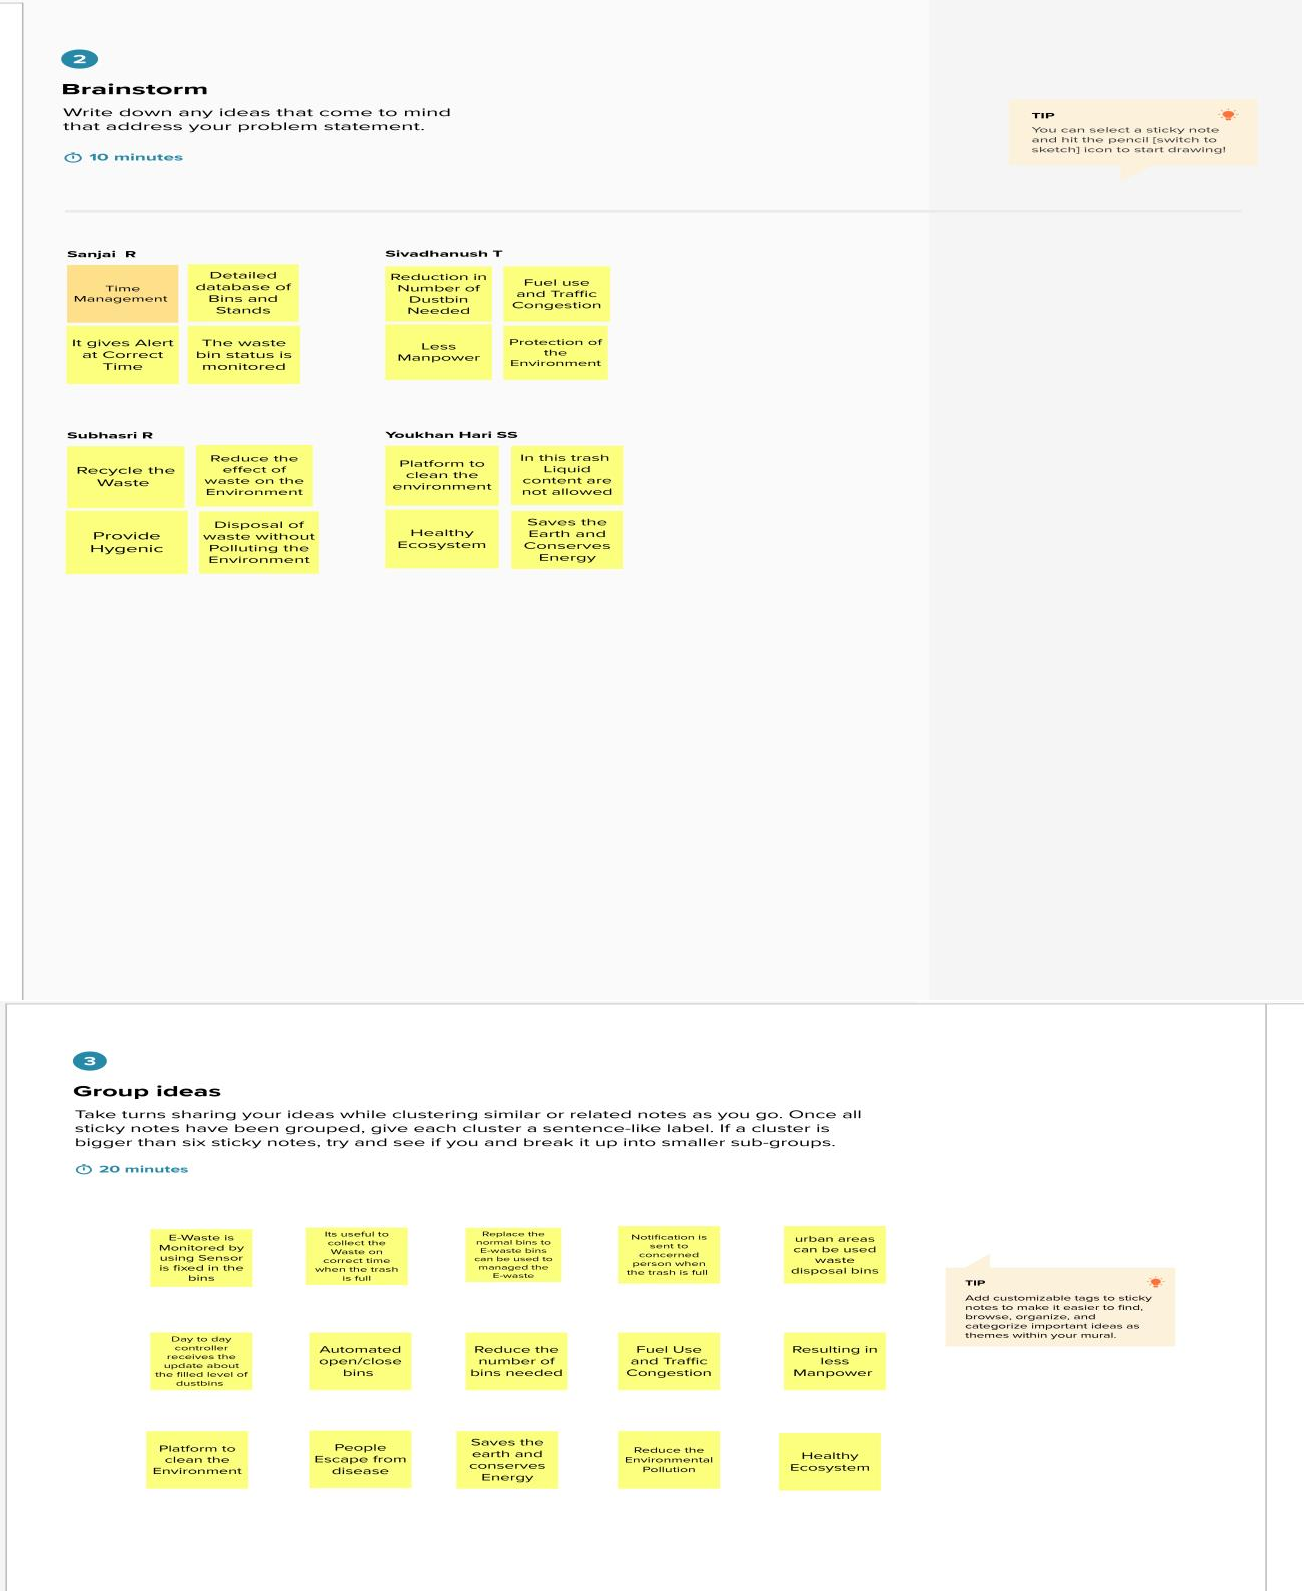 2
Brainstorm
Write down any ideas that come to mind
that address your problem statement.
10 minutes
TIP
You can select a sticky note
and hit the pencil [switch to
sketch] icon to start drawing!
Sanjai  R
Time
Management
Detailed
database of
Bins and
Stands
It gives Alert
at Correct
Time
The waste
bin status is
monitored
Sivadhanush T
Reduction in
Number of
Dustbin
Needed
Fuel use
and Traffic
Congestion
Less
Manpower
Protection of
the
Environment
Subhasri R
Recycle the
Waste
Reduce the
effect of
waste on the
Environment
Provide
Hygenic
Disposal of
waste without
Polluting the
Environment
Youkhan Hari SS
Platform to
clean the
environment
In this trash
Liquid
content are
not allowed
Healthy
Ecosystem
Saves the
Earth and
Conserves
Energy
3
Group ideas
Take turns sharing your ideas while clustering similar or related notes as you go. Once all
sticky notes have been grouped, give each cluster a sentence-like label. If a cluster is
bigger than six sticky notes, try and see if you and break it up into smaller sub-groups.
20 minutes
E-Waste is
Monitored by
using Sensor
is fixed in the
bins
Its useful to
collect the
Waste on
correct time
when the trash
is full
Replace the
normal bins to
E-waste bins
can be used to
managed the
E-waste
Notification is
sent to
concerned
person when
the trash is full
urban areas
can be used
waste
disposal bins
TIP
Add customizable tags to sticky
notes to make it easier to find,
browse, organize, and
categorize important ideas as
themes within your mural.
Day to day
controller
receives the
update about
the filled level of
dustbins
Automated
open/close
bins
Reduce the
number of
bins needed
Fuel Use
and Traffic
Congestion
Resulting in
less
Manpower
Platform to
clean the
Environment
People
Escape from
disease
Saves the
earth and
conserves
Energy
Reduce the
Environmental
Pollution
Healthy
Ecosystem